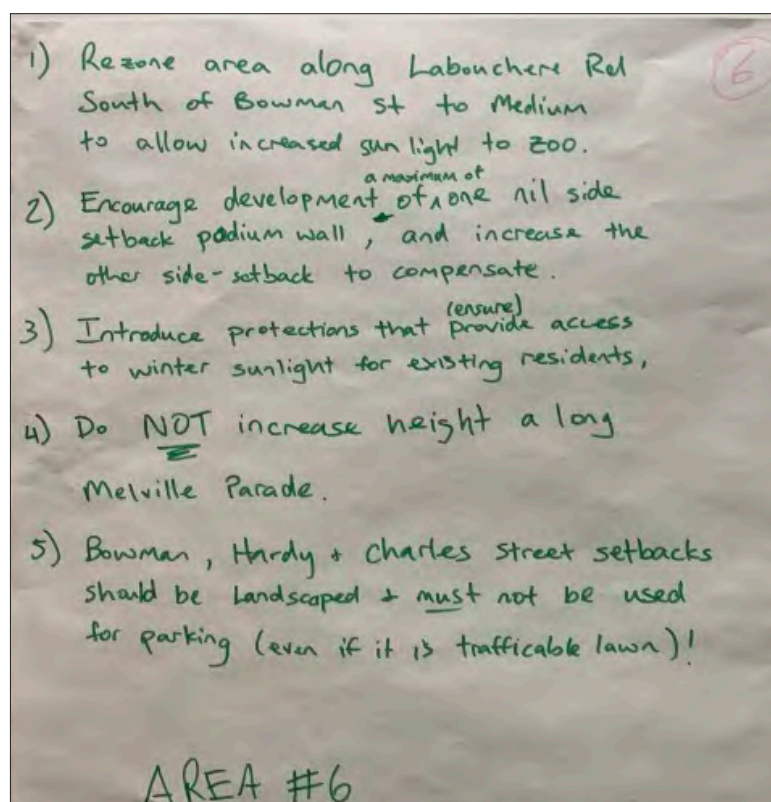 6
1) Rezone area along Labouchere Rd
South of Bowman st to Medium
to allow increased sunlight to zoo.
a maximum of
2) Encourage development of ^ one nil side
setback podium wall, and increase the
other side-setback to compensate.
(ensure)
3) Introduce protections that provide access
to winter sunlight for existing residents,
4) Do NOT increase height a long
Melville Parade.
5) Bowman, Hardy + Charles Street setbacks
should be Landscaped + must not be used
for parking (even if it is trafficable lawn)!
AREA #6